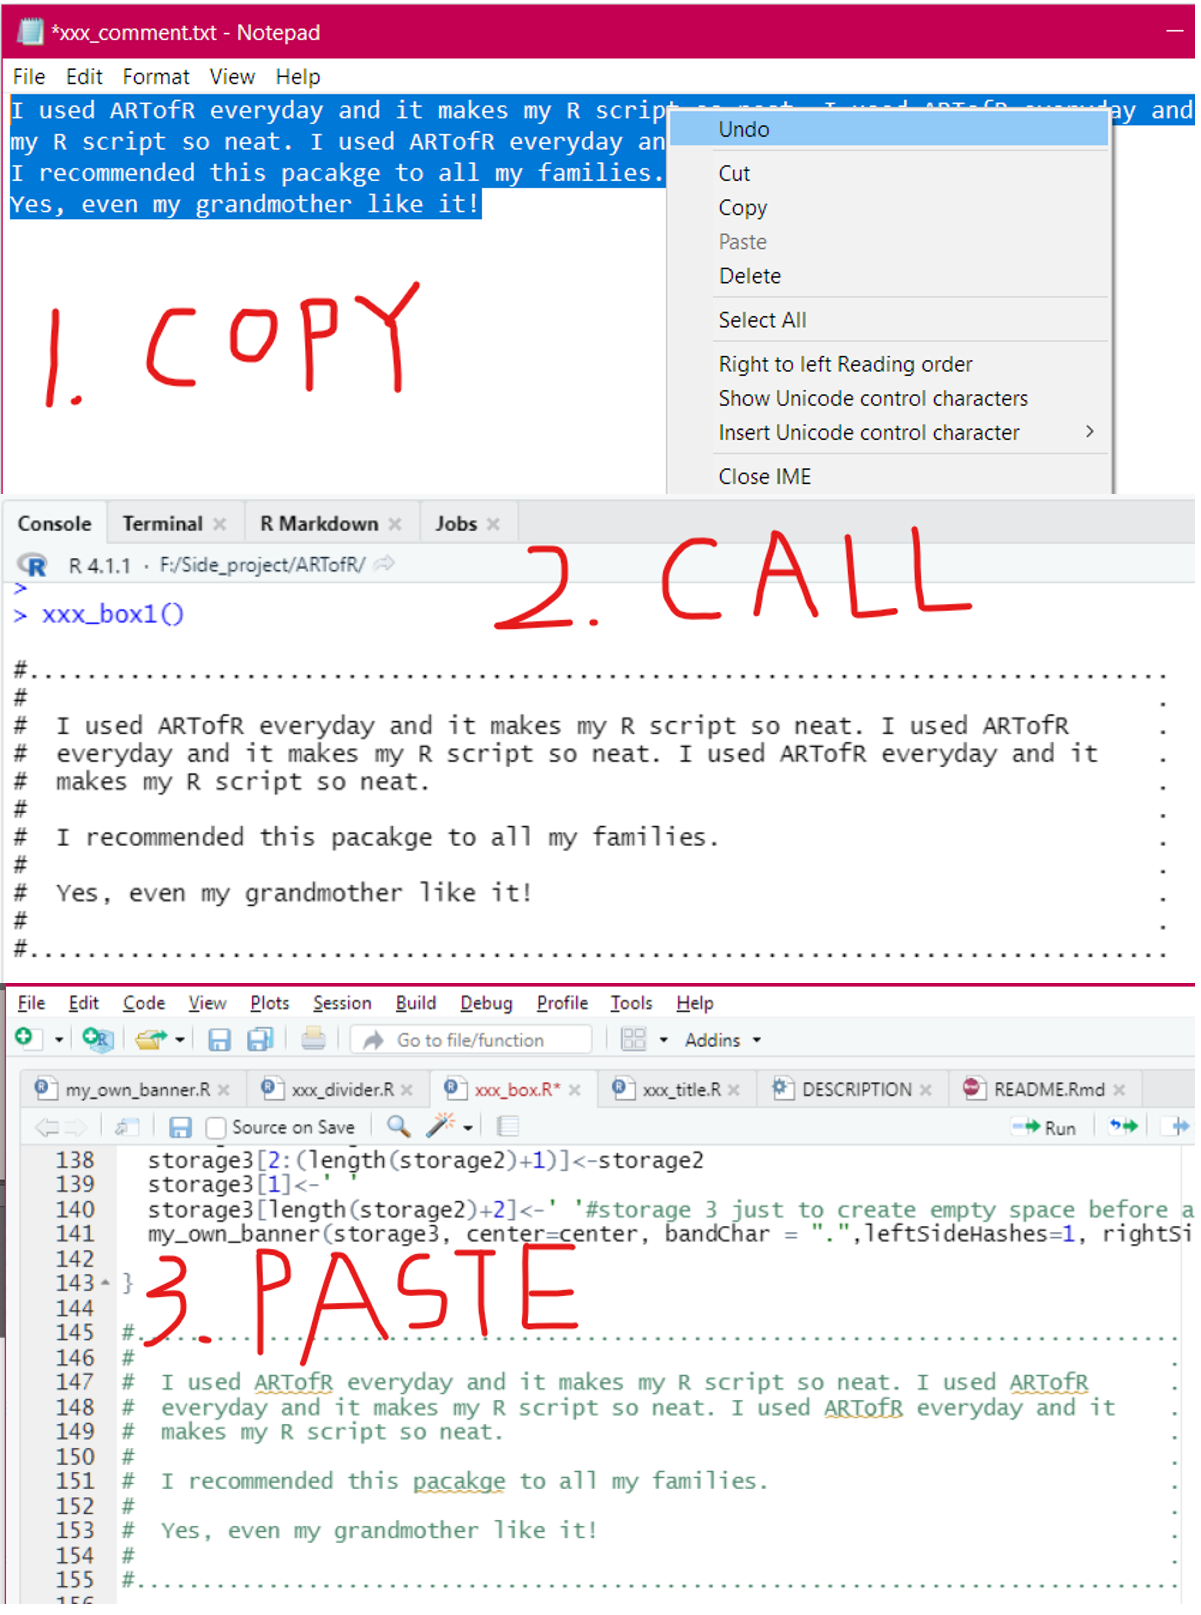 *xxx_comment.txt - Notepad
File Edit Format View Help
I used ARTofR everyday and it makes my R script so neat. I used ARTofR everyday and
my R script so neat. I used ARTofR everyday an
I recommended this pacakge to all my families.
Yes, even my grandmother like it!
Undo
Cut
Copy
Paste
Delete
Select All
Right to left Reading order
Show Unicode control characters
Insert Unicode control character
Close IME
1. COPY
Console Terminal R Markdown Jobs
R 4.1.1 · F:/Side_project/ARTofR/
2. CALL
>
> xxx_box1()
#...............................................................................
# .
# I used ARTofR everyday and it makes my R script so neat. I used ARTofR .
# everyday and it makes my R script so neat. I used ARTofR everyday and it .
# makes my R script so neat. .
# .
# I recommended this pacakge to all my families. .
# .
# Yes, even my grandmother like it! .
# .
#...............................................................................
File Edit Code View Plots Session Build Debug Profile Tools Help
Go to file/function Addins
my_own_banner.R xxx_divider.R xxx_box.R* xxx_title.R DESCRIPTION README.Rmd
Source on Save Run
138 storage3[2:(length(storage2)+1)]<-storage2
139 storage3[1]<-' '
140 storage3[length(storage2)+2]<-' '#storage 3 just to create empty space before a
141 my_own_banner(storage3, center=center, bandChar = ".",leftSideHashes=1, rightSi
142
143 }
3. PASTE
144
145 #...............................................................................
146 # .
147 # I used ARTofR everyday and it makes my R script so neat. I used ARTofR .
148 # everyday and it makes my R script so neat. I used ARTofR everyday and it .
149 # makes my R script so neat. .
150 # .
151 # I recommended this pacakge to all my families. .
152 # .
153 # Yes, even my grandmother like it! .
154 # .
155 #...............................................................................
156